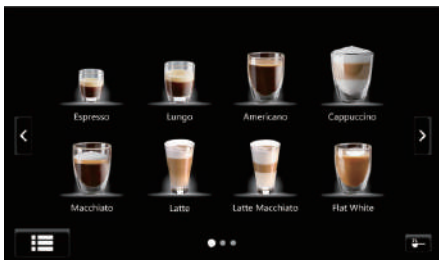 Espresso
Lungo
Americano
Cappuccino
Macchiato
Latte
Latte Macchiato
Flat White